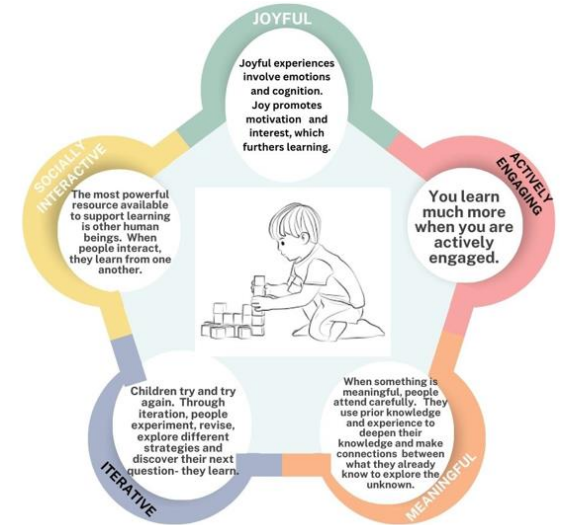 JOYFUL
Joyful experiences
involve emotions
and cognition.
Joy promotes
motivation and
interest, which
furthers learning.
ACTIVELY
ENGAGING
You learn
much more
when you are
actively
engaged.
MEANINGFUL
When something is
meaningful, people
attend carefully. They
use prior knowledge
and experience to
deepen their
knowledge and make
connections between
what they already
know to explore the
unknown.
ITERATIVE
Children try and try
again. Through
iteration, people
experiment, revise,
explore different
strategies and
discover their next
question- they learn.
SOCIALLY
INTERACTIVE
The most powerful
resource available
to support learning
is other human
beings. When
people interact,
they learn from one
another.